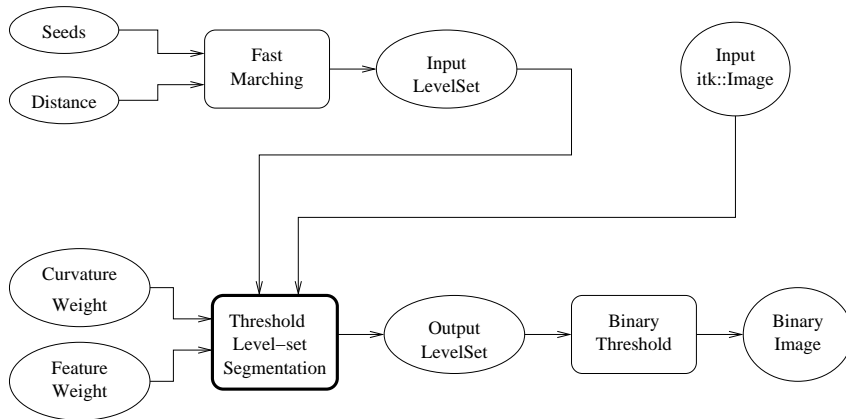 Seeds
Distance
Fast
Marching
Input
LevelSet
Input
itk::Image
Curvature
Weight
Feature
Weight
Threshold
Level-set
Segmentation
Output
LevelSet
Binary
Threshold
Binary
Image